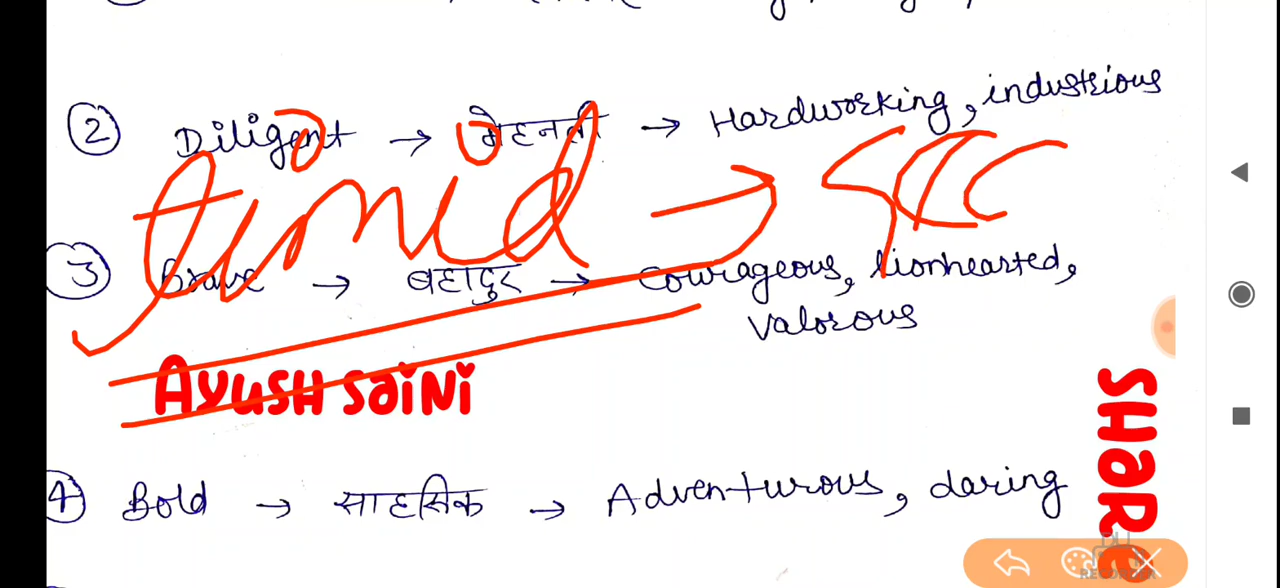 ② Diligent → मेहनती → Hardworking, industrious
timid → SCC
③ Brave → बहादुर → Courageous, lionhearted,
valorous
AYUSH SAINI
SHARE
④ Bold → साहसिक → Adventurous, daring